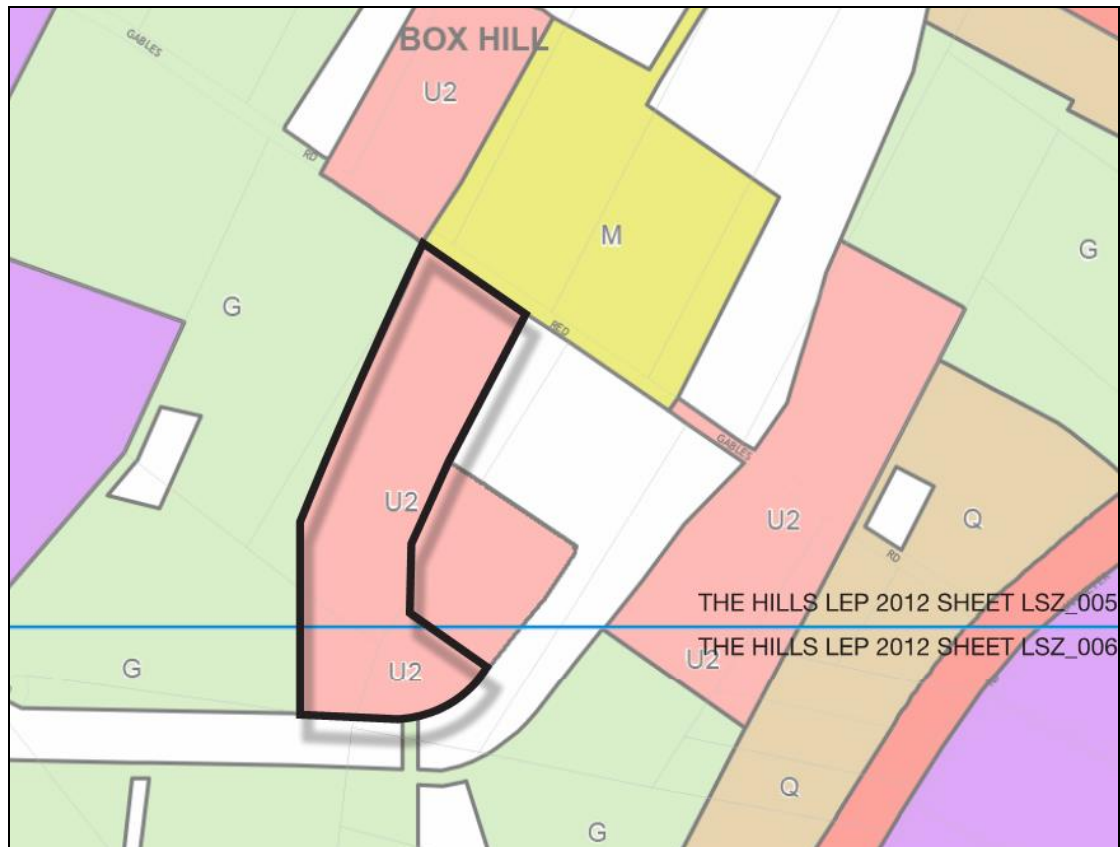 GABLES
BOX HILL
U2
RD
M
G
G
RED
GABLES
U2
U2
Q
RD
THE HILLS LEP 2012 SHEET LSZ_005
THE HILLS LEP 2012 SHEET LSZ_006
U2
G
U2
Q
G